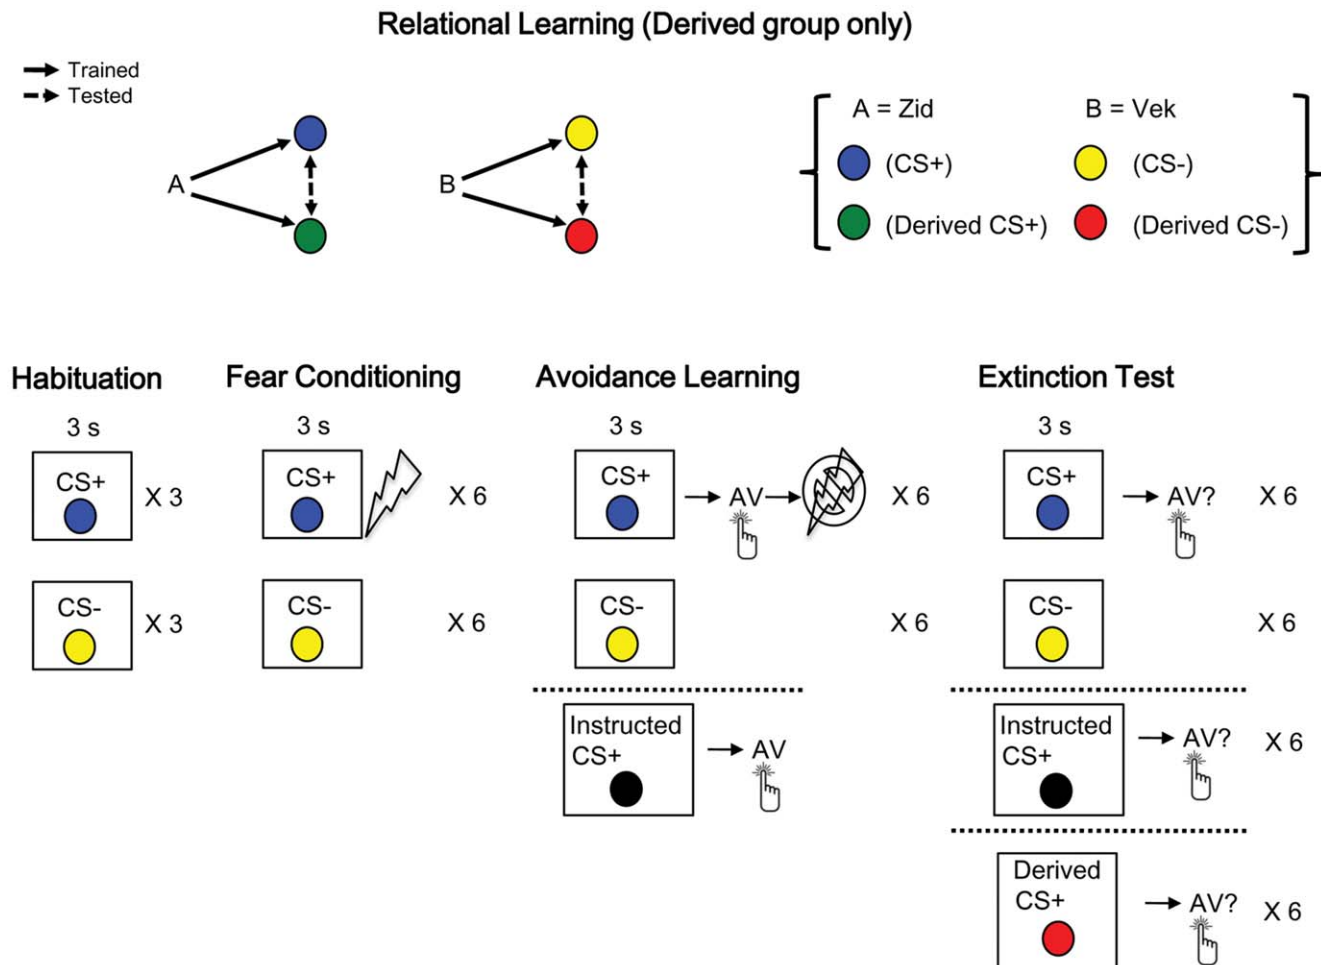 Relational Learning (Derived group only)
Trained
Tested
A
B
A = Zid B = Vek
(CS+) (CS-)
(Derived CS+) (Derived CS-)
Habituation Fear Conditioning Avoidance Learning Extinction Test
3 s 3 s 3 s 3 s
CS+ X 3 CS+ X 6 CS+ AV X 6 CS+ AV? X 6
CS- X 3 CS- X 6 CS- X 6 CS- X 6
Instructed
CS+ AV
Instructed
CS+ AV? X 6
Derived
CS+ AV? X 6